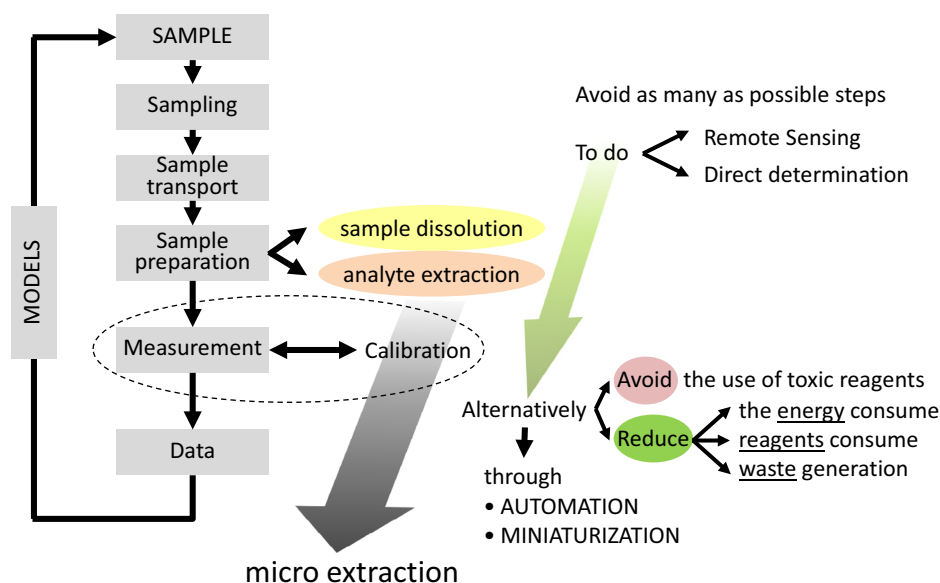 SAMPLE
Sampling
Sample
transport
Sample
preparation
sample dissolution
analyte extraction
MODELS
Measurement
Calibration
Data
micro extraction
Avoid as many as possible steps
To do
Remote Sensing
Direct determination
Alternatively
Avoid the use of toxic reagents
Reduce
the energy consume
reagents consume
waste generation
through
• AUTOMATION
• MINIATURIZATION